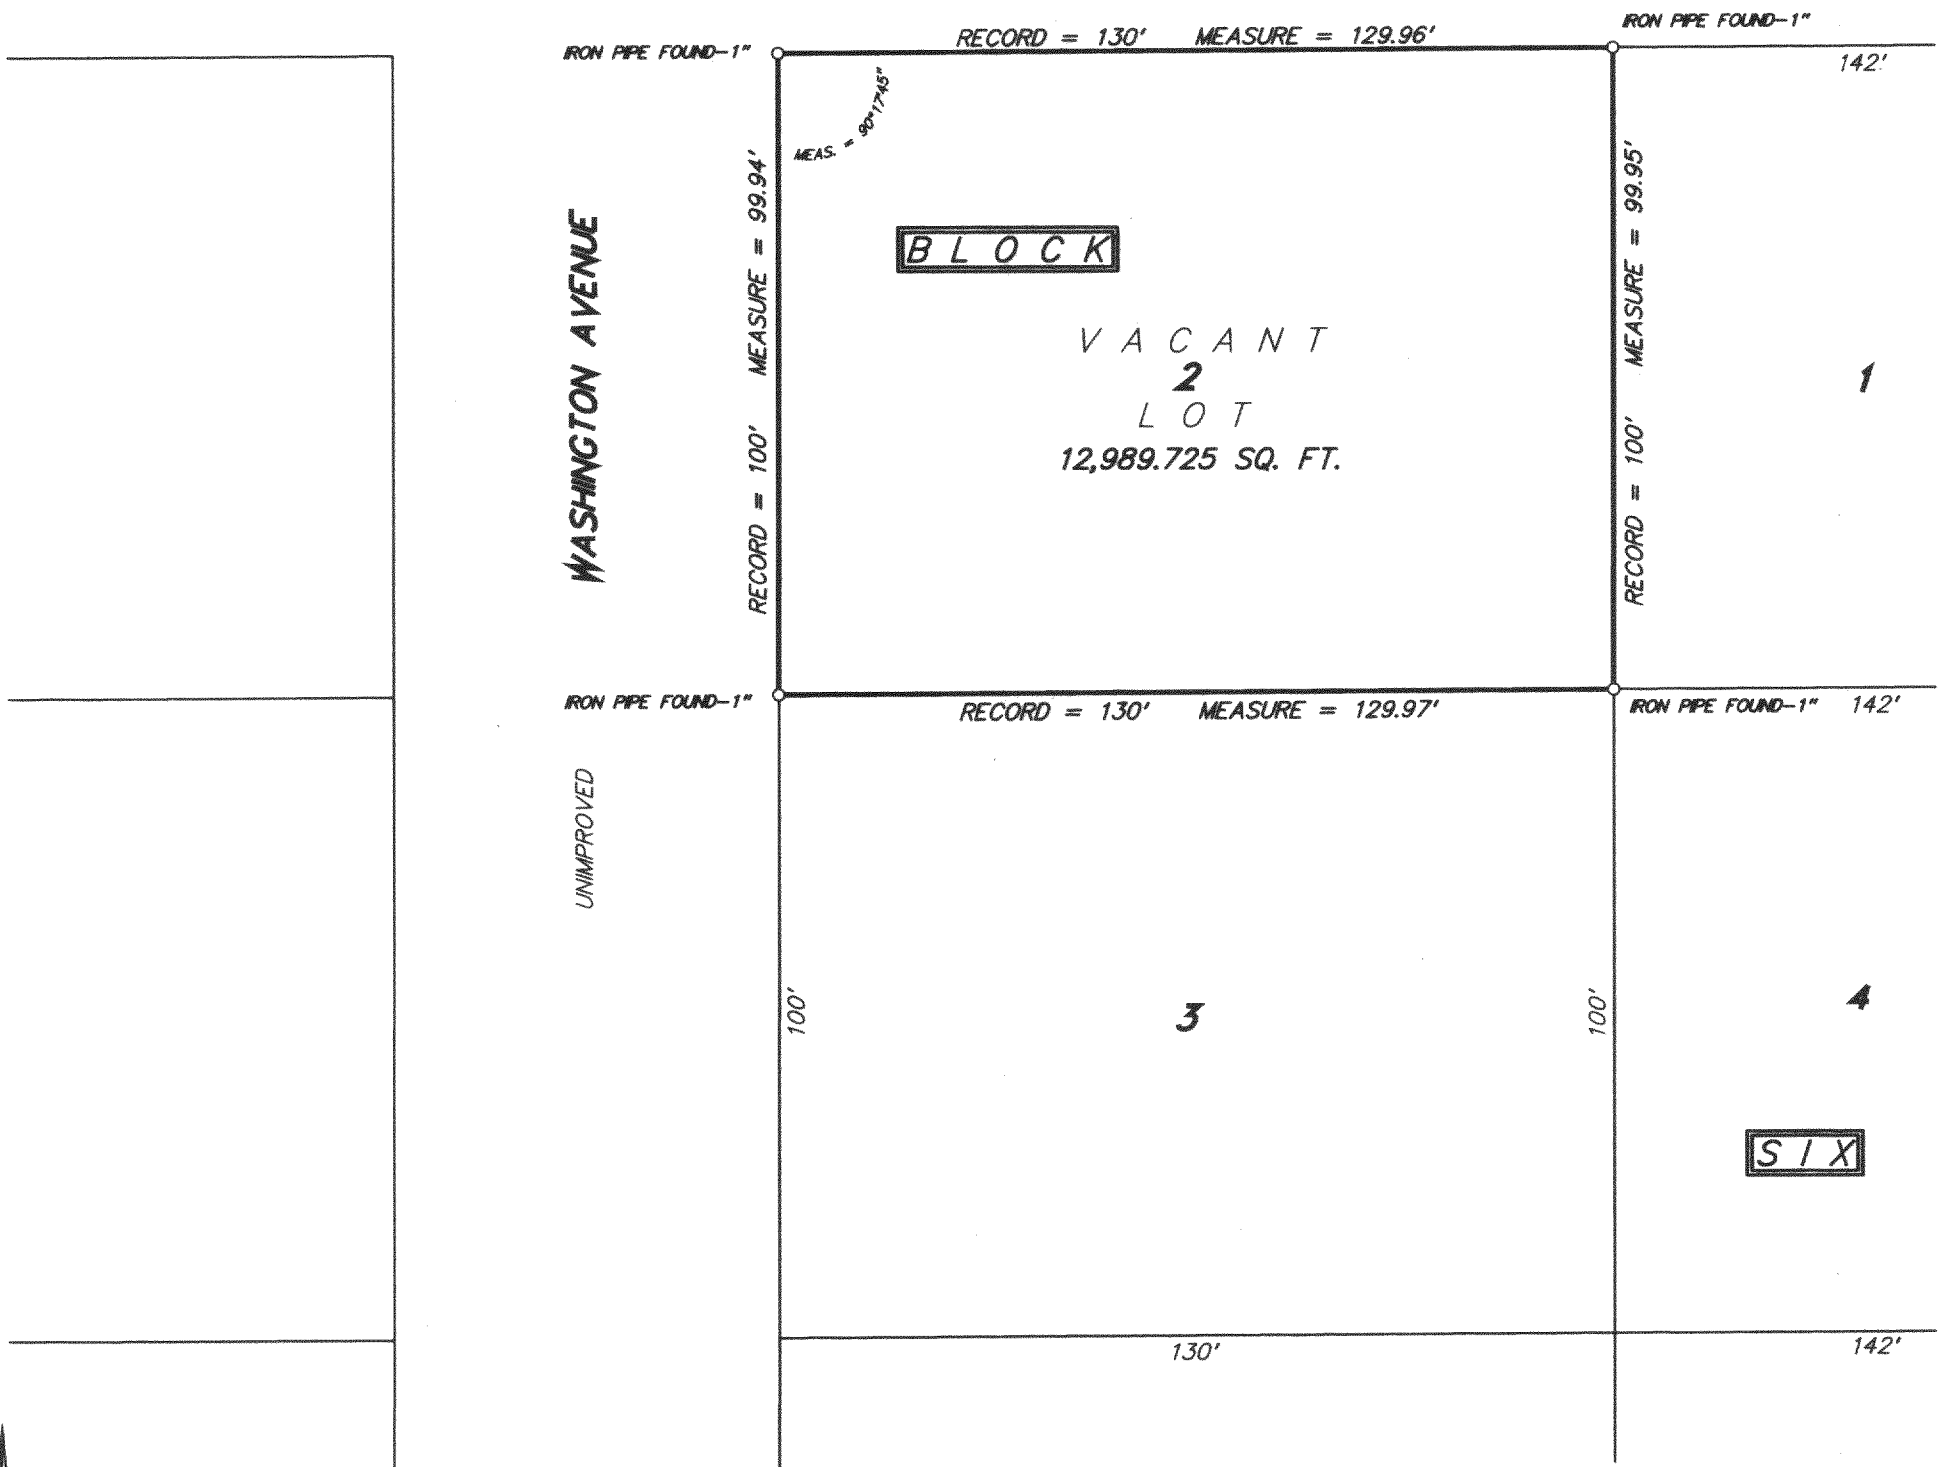 IRON PIPE FOUND-1"
RECORD = 130' MEASURE = 129.96'
IRON PIPE FOUND-1"
142'
MEAS. = 90°17'45"
WASHINGTON AVENUE
RECORD = 100' MEASURE = 99.94'
BLOCK
VACANT
2
LOT
12,989.725 SQ. FT.
RECORD = 100' MEASURE = 99.95'
1
IRON PIPE FOUND-1"
RECORD = 130' MEASURE = 129.97'
IRON PIPE FOUND-1"
142'
UNIMPROVED
100'
3
100'
4
SIX
130'
142'